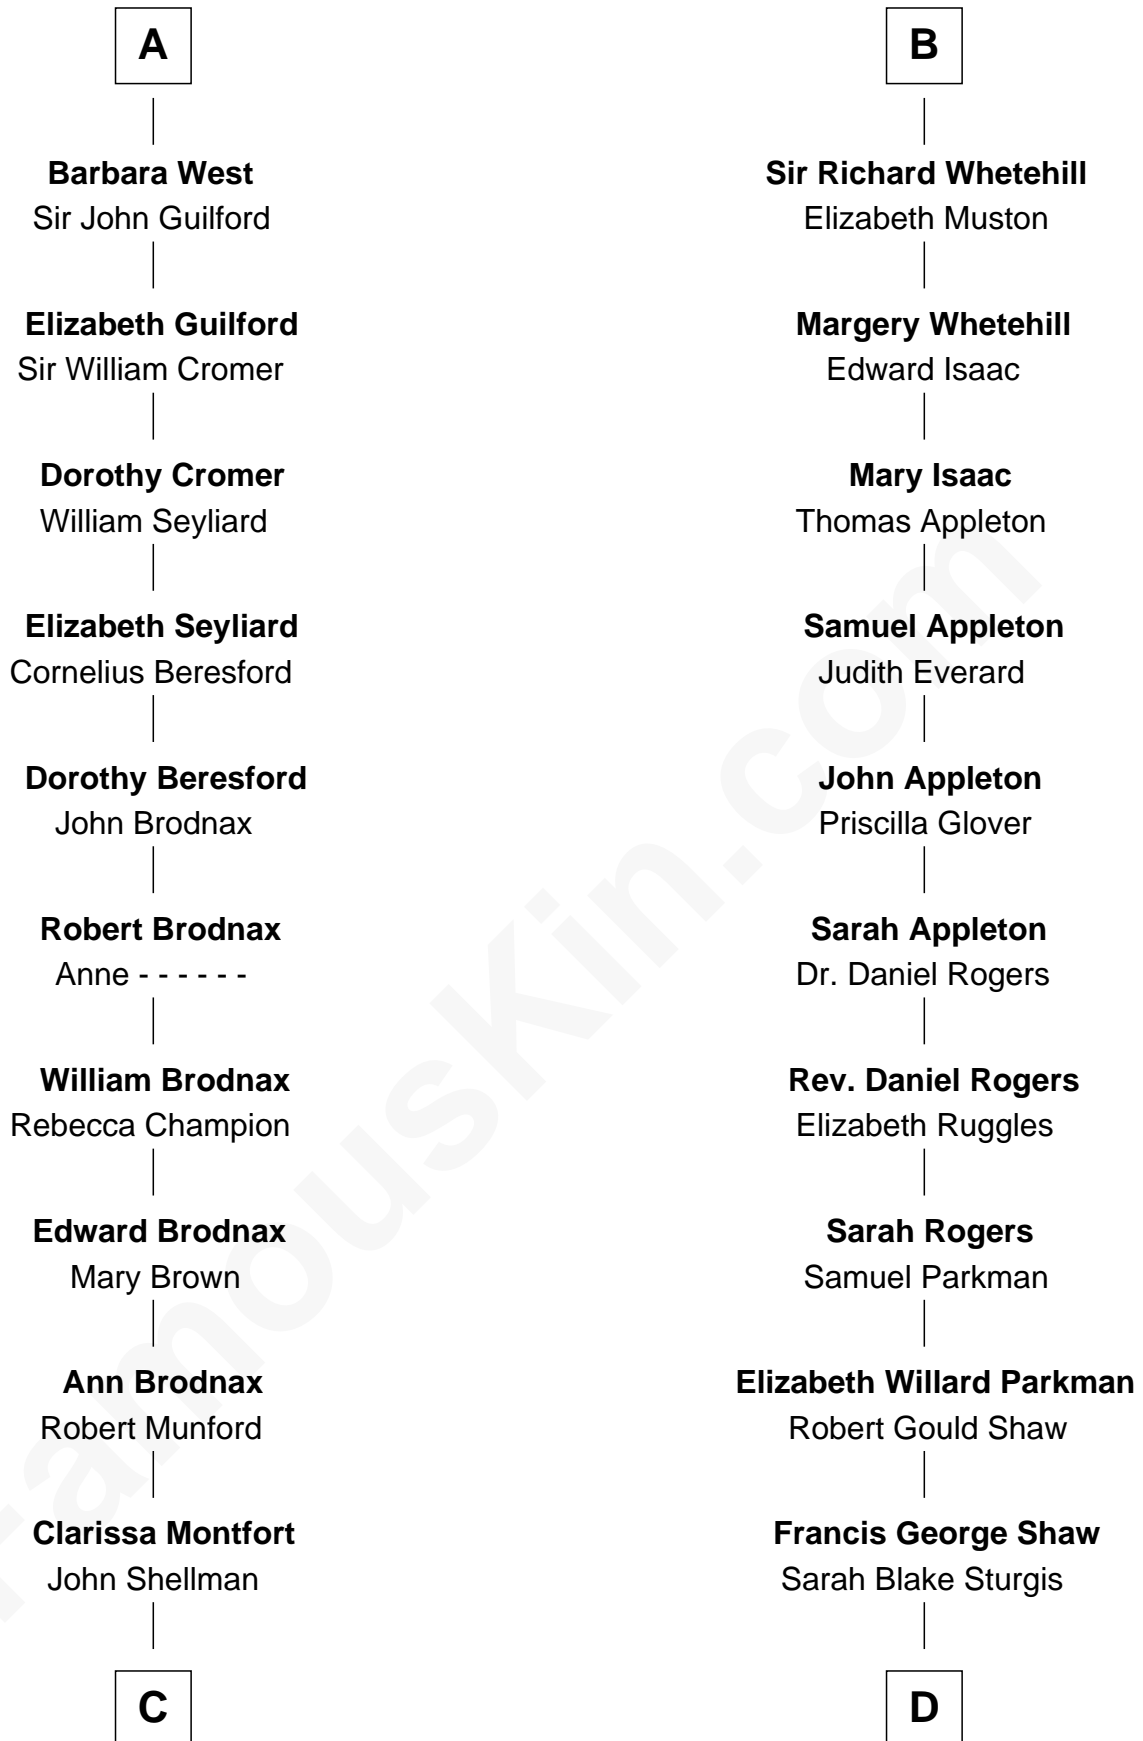 A
Barbara West
Sir John Guilford
Elizabeth Guilford
Sir William Cromer
Dorothy Cromer
William Seyliard
Elizabeth Seyliard
Cornelius Beresford
Dorothy Beresford
John Brodnax
Robert Brodnax
Anne - - - - - -
William Brodnax
Rebecca Champion
Edward Brodnax
Mary Brown
Ann Brodnax
Robert Munford
Clarissa Montfort
John Shellman
C
B
Sir Richard Whetehill
Elizabeth Muston
Margery Whetehill
Edward Isaac
Mary Isaac
Thomas Appleton
Samuel Appleton
Judith Everard
John Appleton
Priscilla Glover
Sarah Appleton
Dr. Daniel Rogers
Rev. Daniel Rogers
Elizabeth Ruggles
Sarah Rogers
Samuel Parkman
Elizabeth Willard Parkman
Robert Gould Shaw
Francis George Shaw
Sarah Blake Sturgis
D
FamousKin.com